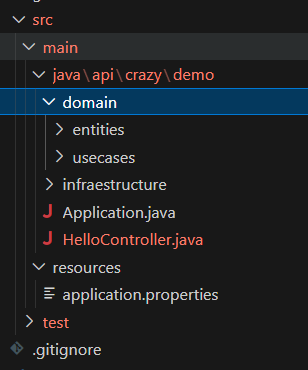 src
main
java\api\crazy\demo
domain
entities
usecases
infraestructure
Application.java
HelloController.java
resources
application.properties
test
.gitignore